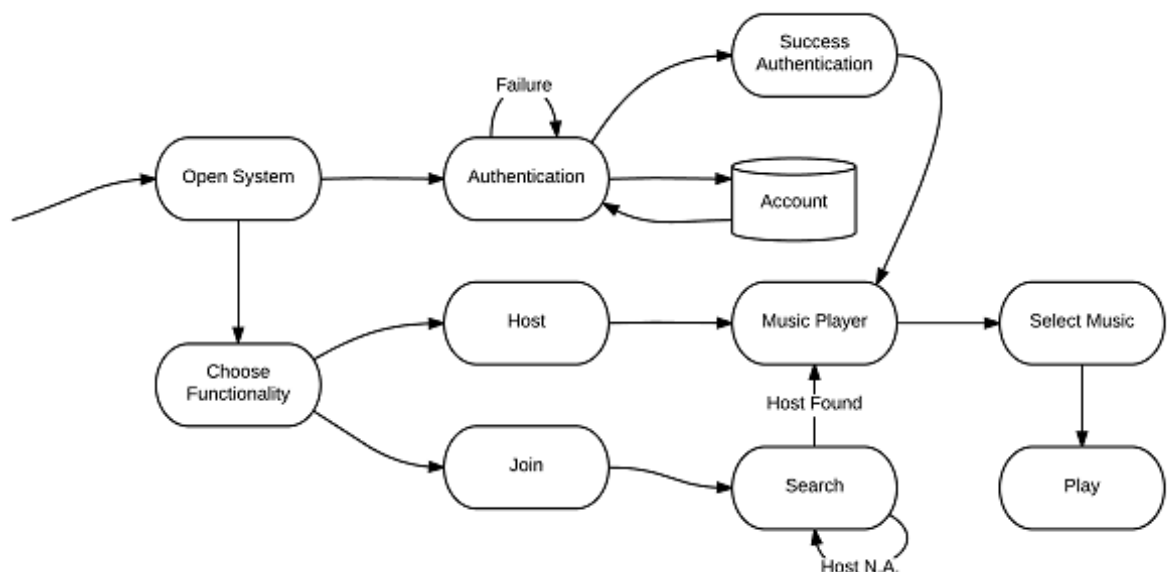 Success
Authentication
Failure
Open System
Authentication
Account
Host
Music Player
Select Music
Choose
Functionality
Host Found
Join
Search
Play
Host N.A.